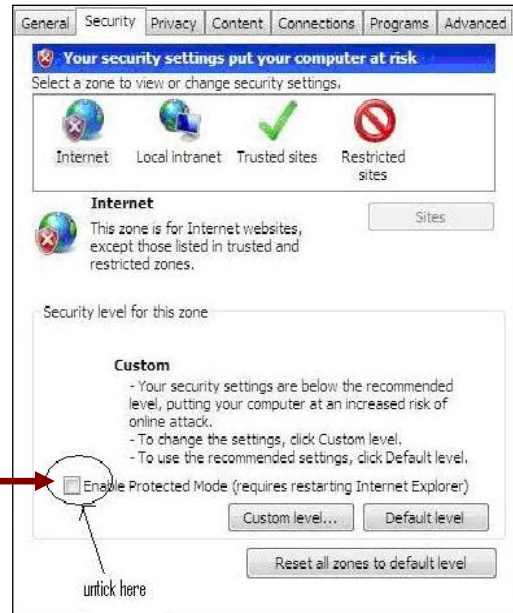 General Security Privacy Content Connections Programs Advanced
Your security settings put your computer at risk
Select a zone to view or change security settings.
Internet Local intranet Trusted sites Restricted
sites
Internet
Sites
This zone is for Internet websites,
except those listed in trusted and
restricted zones.
Security level for this zone
Custom
- Your security settings are below the recommended
level, putting your computer at an increased risk of
online attack.
- To change the settings, click Custom level.
- To use the recommended settings, click Default level.
Enable Protected Mode (requires restarting Internet Explorer)
Custom level... Default level
Reset all zones to default level
untick here